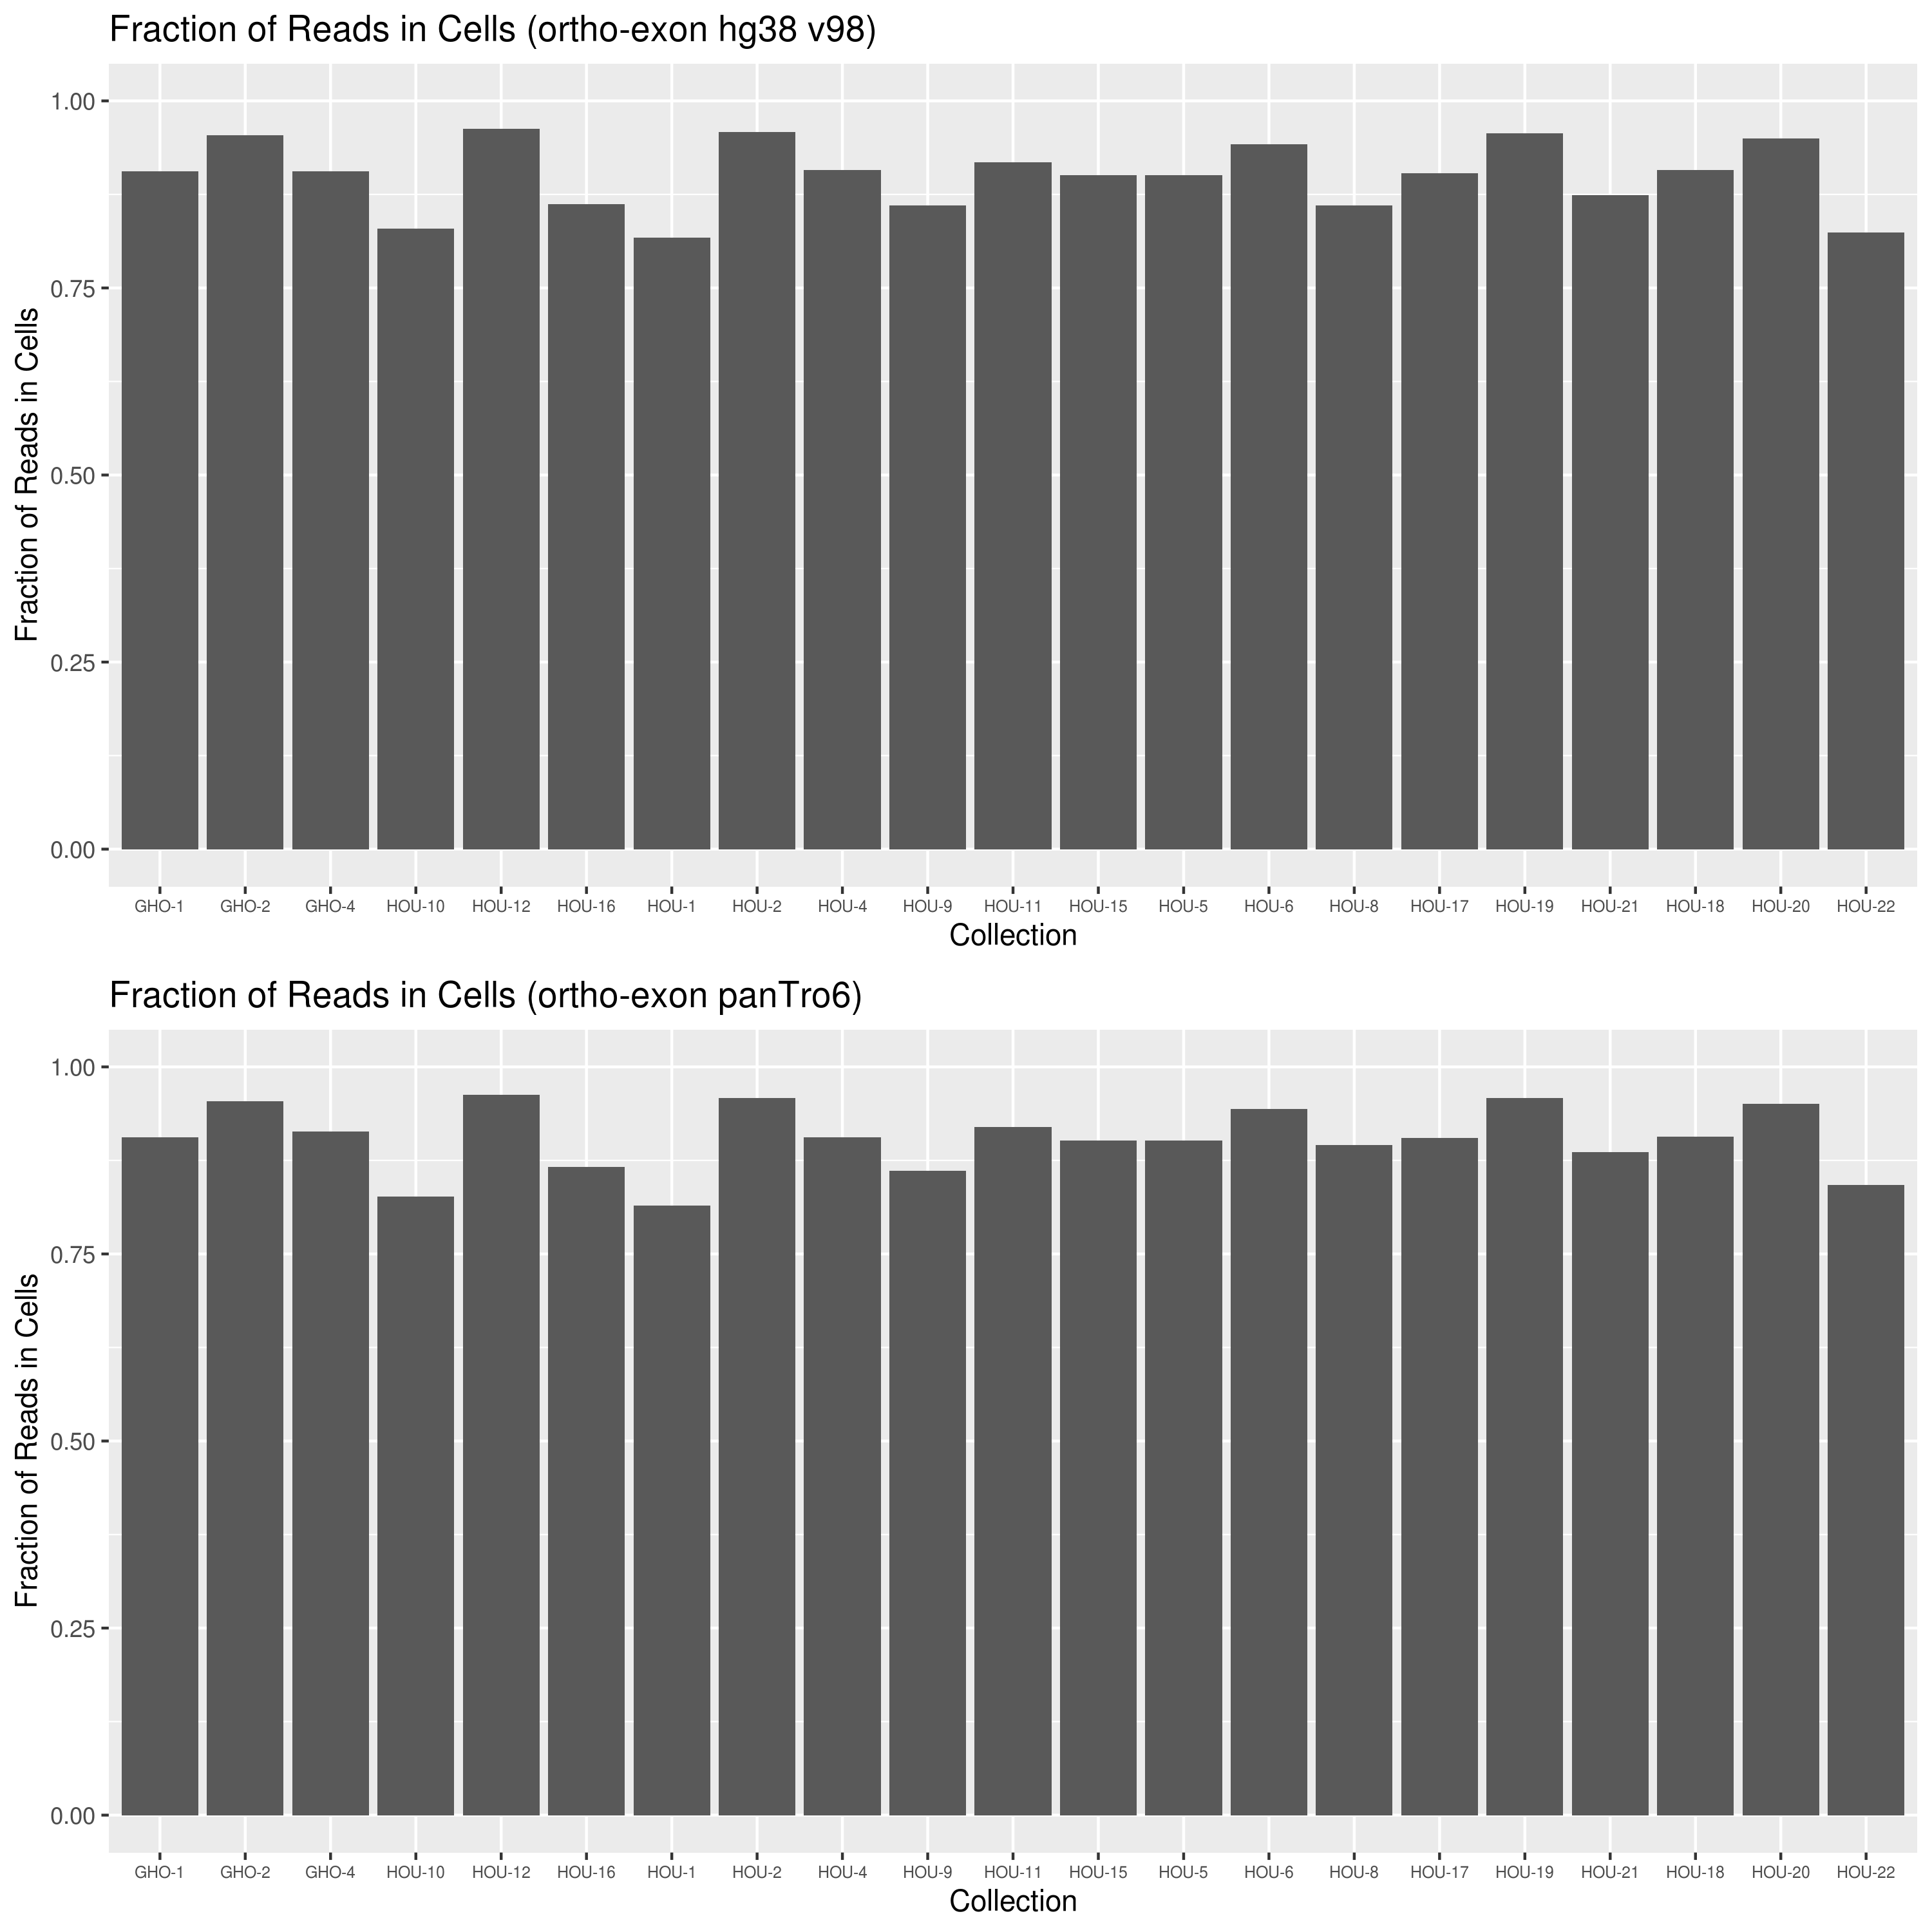 Fraction of Reads in Cells (ortho-exon hg38 v98)
Fraction of Reads in Cells
1.00
0.75
0.50
0.25
0.00
GHO-1 GHO-2 GHO-4 HOU-10 HOU-12 HOU-16 HOU-1 HOU-2 HOU-4 HOU-9 HOU-11 HOU-15 HOU-5 HOU-6 HOU-8 HOU-17 HOU-19 HOU-21 HOU-18 HOU-20 HOU-22
Collection
Fraction of Reads in Cells (ortho-exon panTro6)
Fraction of Reads in Cells
1.00
0.75
0.50
0.25
0.00
GHO-1 GHO-2 GHO-4 HOU-10 HOU-12 HOU-16 HOU-1 HOU-2 HOU-4 HOU-9 HOU-11 HOU-15 HOU-5 HOU-6 HOU-8 HOU-17 HOU-19 HOU-21 HOU-18 HOU-20 HOU-22
Collection